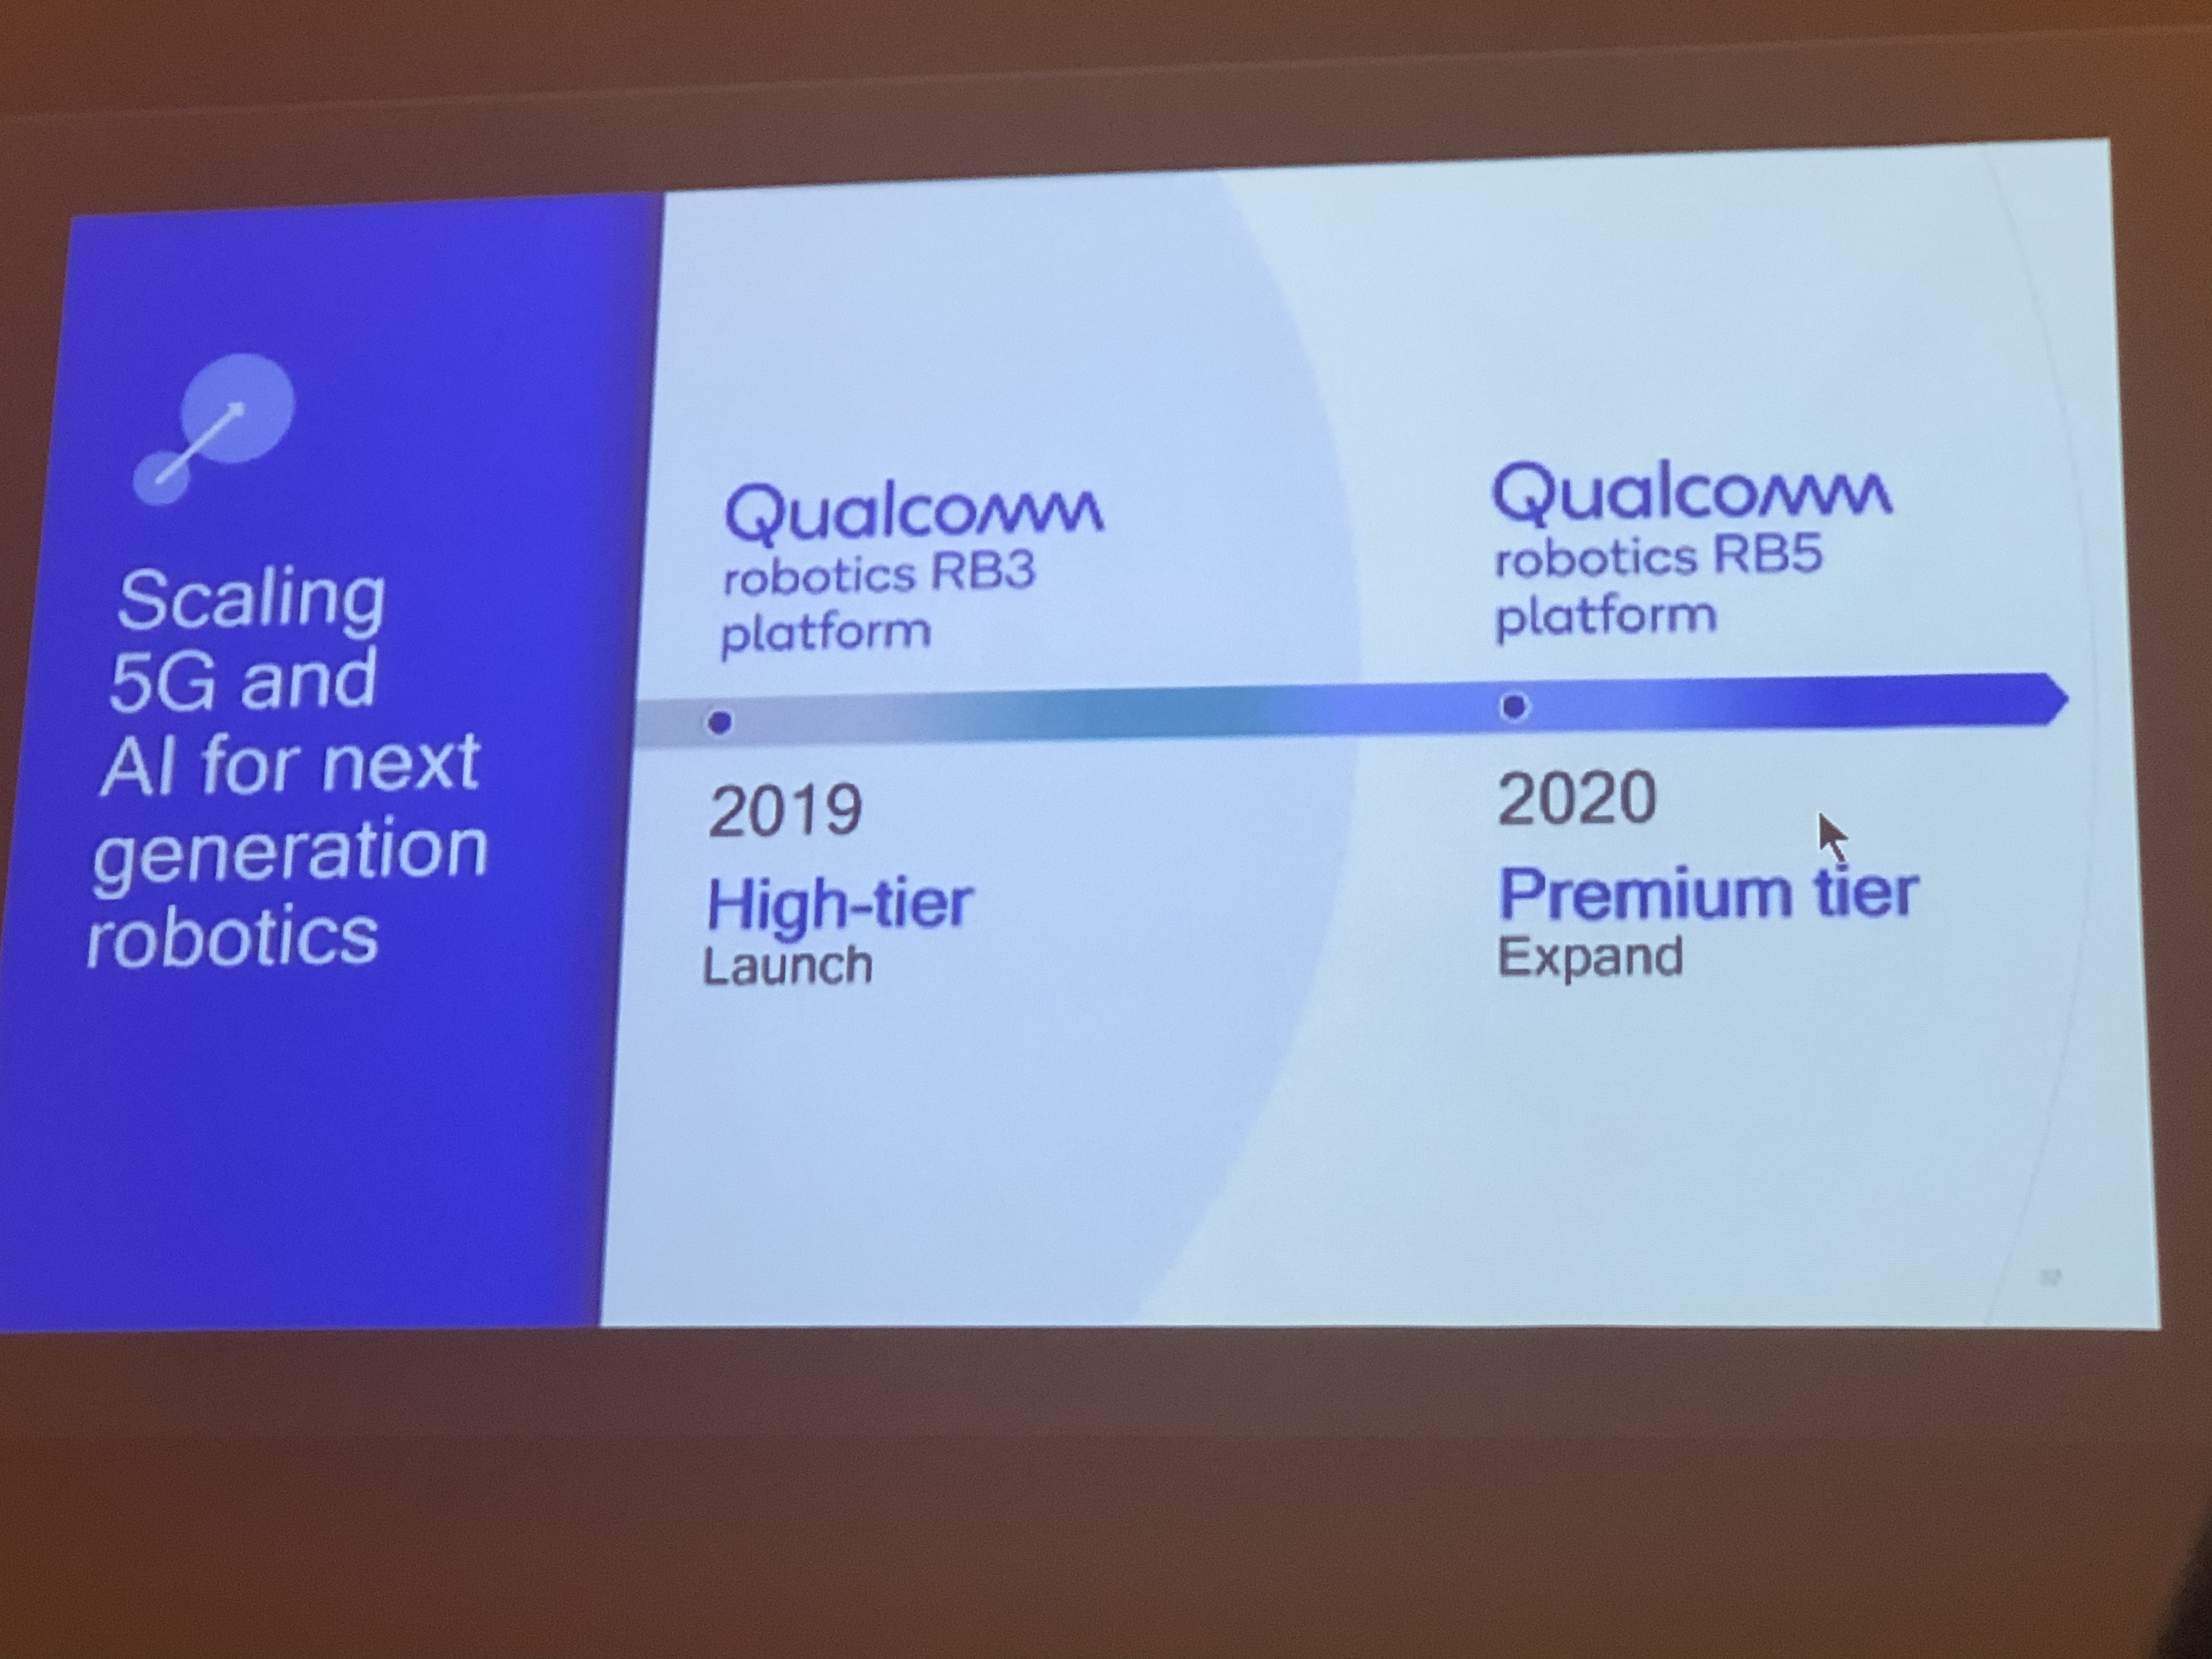 Scaling
5G and
AI for next
generation
robotics
Qualcomm
robotics RB3
platform
2019
High-tier
Launch
Qualcomm
robotics RB5
platform
2020
Premium tier
Expand